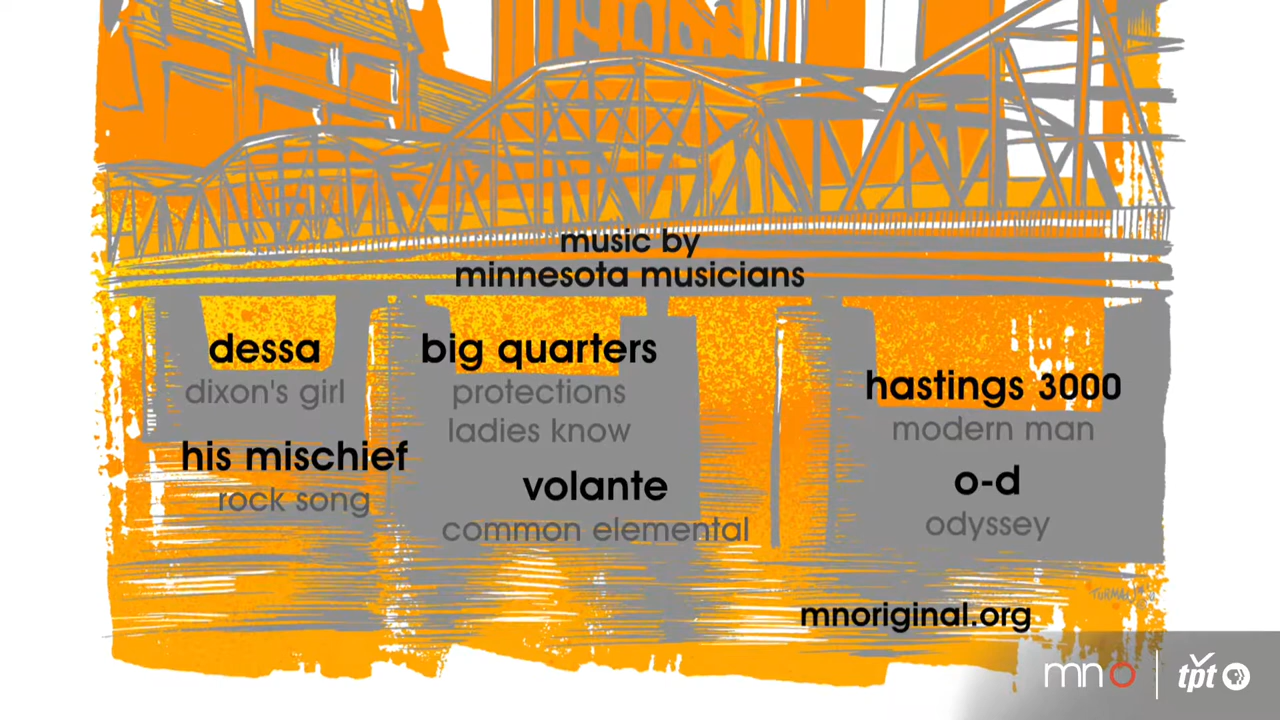 music by
minnesota musicians
dessa
dixon's girl
his mischief
rock song
big quarters
protections
ladies know
volante
common elemental
hastings 3000
modern man
o-d
odyssey
mnoriginal.org
mno
tpt